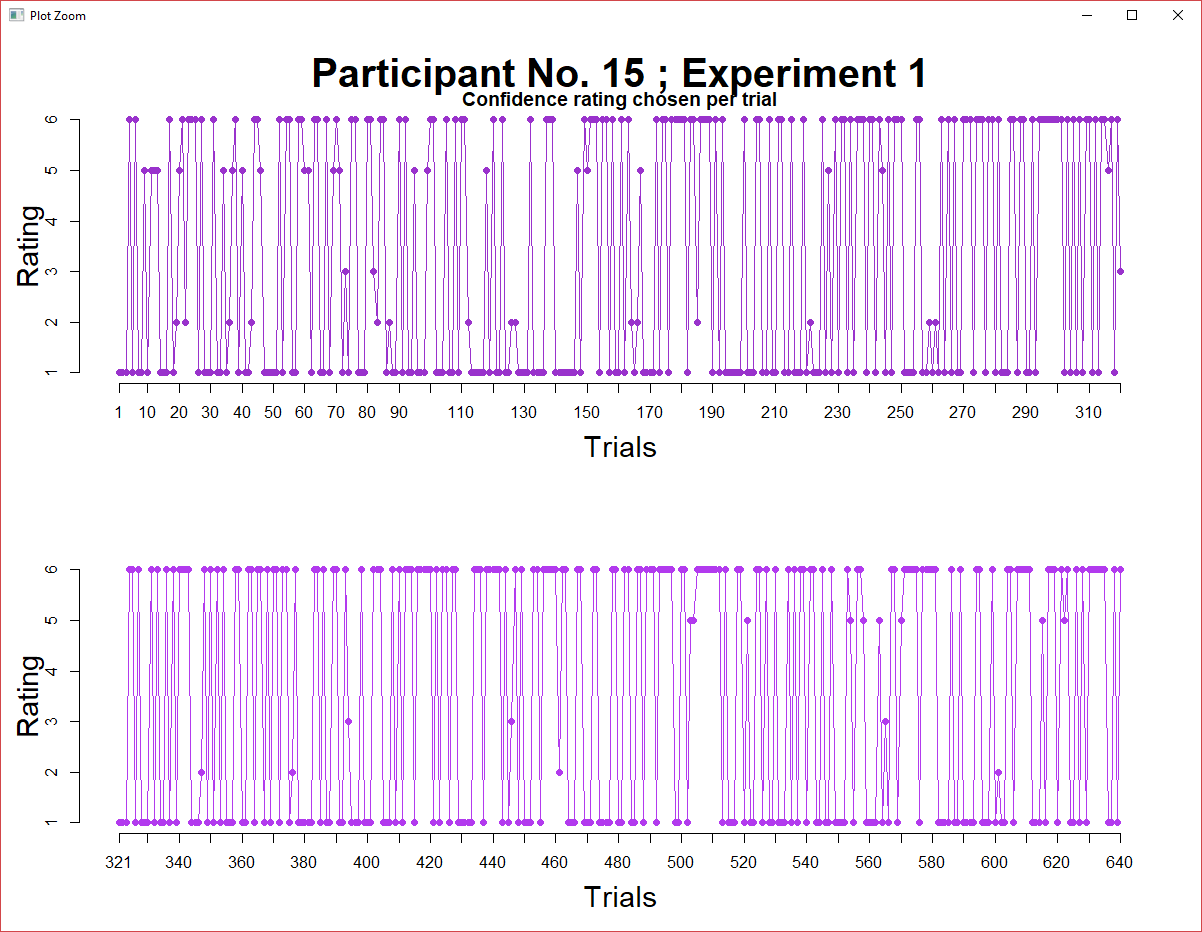 Plot Zoom
Participant No. 15 ; Experiment 1
Confidence rating chosen per trial
6
5
4
3
2
1
Rating
1 10 20 30 40 50 60 70 80 90 110 130 150 170 190 210 230 250 270 290 310
Trials
6
5
4
3
2
1
Rating
321 340 360 380 400 420 440 460 480 500 520 540 560 580 600 620 640
Trials